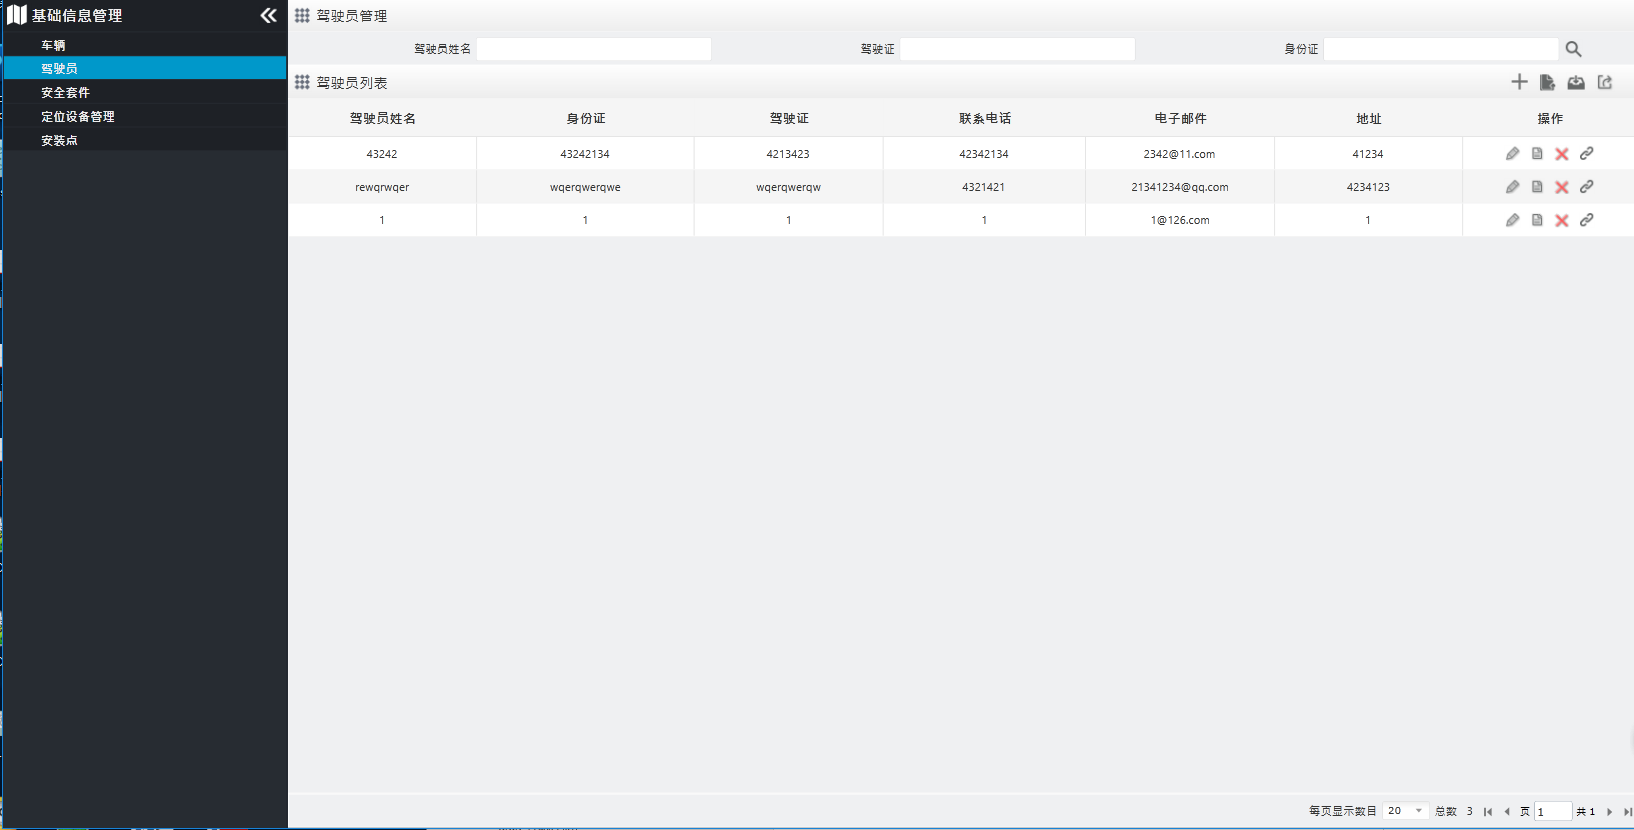 基础信息管理
车辆
驾驶员
安全套件
定位设备管理
安装点
驾驶员管理
驾驶员姓名 驾驶证 身份证
驾驶员列表
驾驶员姓名 身份证 驾驶证 联系电话 电子邮件 地址 操作
43242 43242134 4213423 42342134 2342@11.com 41234
rewqrwqer wqerqwerqwe wqerqwerqw 4321421 21341234@qq.com 4234123
1 1 1 1 1@126.com 1
每页显示数目 20 总数 3 页 1 共 1